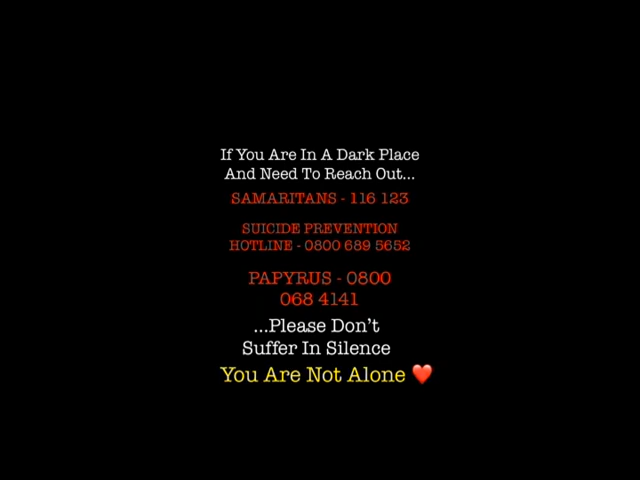 If You Are In A Dark Place
And Need To Reach Out...
SAMARITANS - 116 123
SUICIDE PREVENTION
HOTLINE - 0800 689 5652
PAPYRUS - 0800
068 4141
...Please Don't
Suffer In Silence
You Are Not Alone ❤️